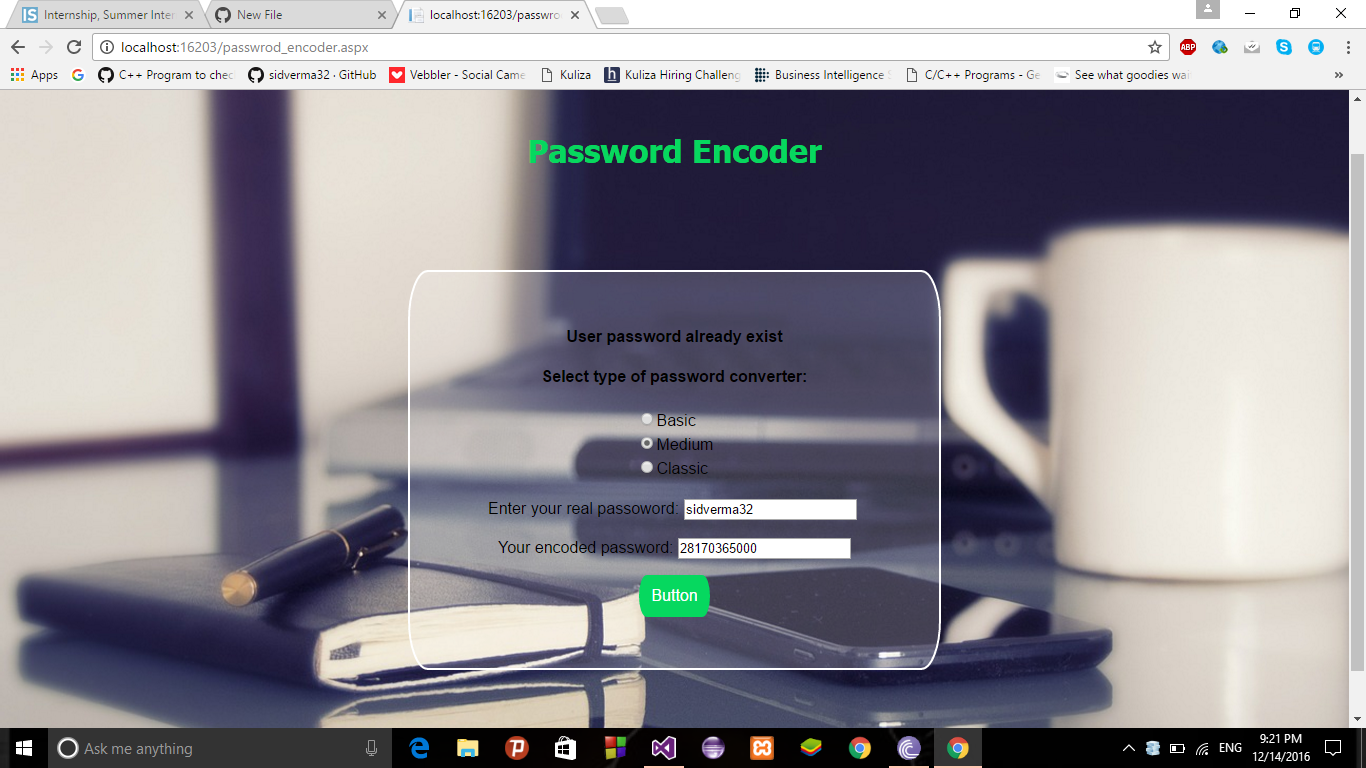 Internship, Summer Inter
New File
localhost:16203/passwro
localhost:16203/passwrod_encoder.aspx
Apps
C++ Program to chec
sidverma32 · GitHub
Vebbler - Social Came
Kuliza
Kuliza Hiring Challeng
Business Intelligence S
C/C++ Programs - Ge
See what goodies wai
Password Encoder
User password already exist
Select type of password converter:
Basic
Medium
Classic
Enter your real passoword: sidverma32
Your encoded password: 28170365000
Button
Ask me anything
ENG
9:21 PM
12/14/2016